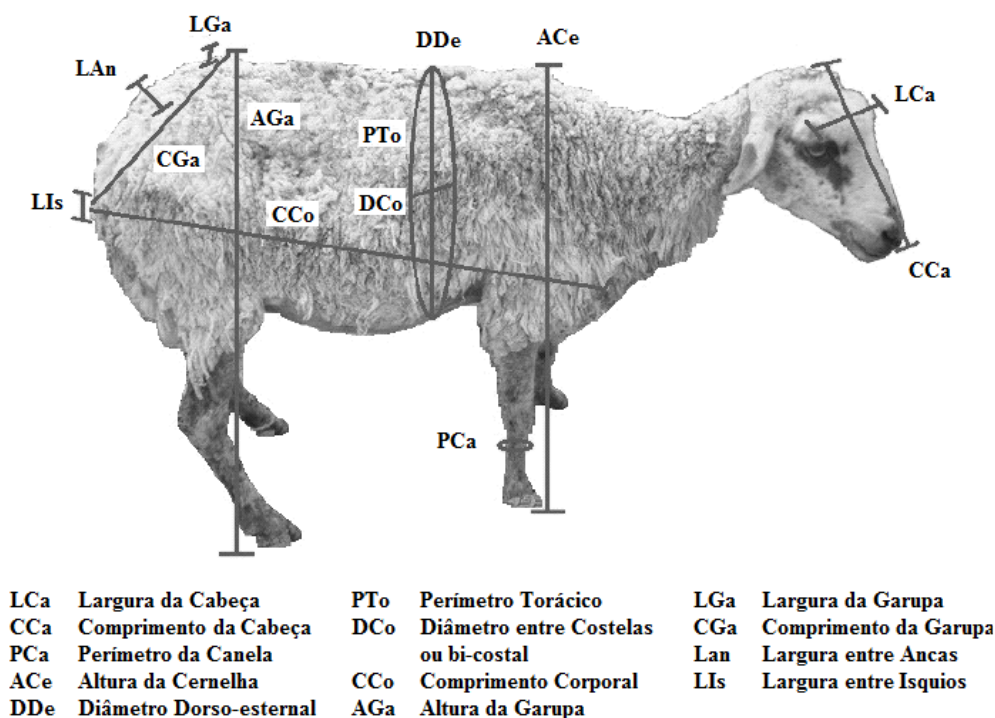 LGa
DDe
ACe
LAn
LCa
AGa
PTo
CGa
LIs
DCo
CCo
CCa
PCa
LCa Largura da Cabeça
CCa Comprimento da Cabeça
PCa Perímetro da Canela
ACe Altura da Cernelha
DDe Diâmetro Dorso-esternal
PTo Perímetro Torácico
DCo Diâmetro entre Costelas
ou bi-costal
CCo Comprimento Corporal
AGa Altura da Garupa
LGa Largura da Garupa
CGa Comprimento da Garupa
Lan Largura entre Ancas
LIs Largura entre Isquios